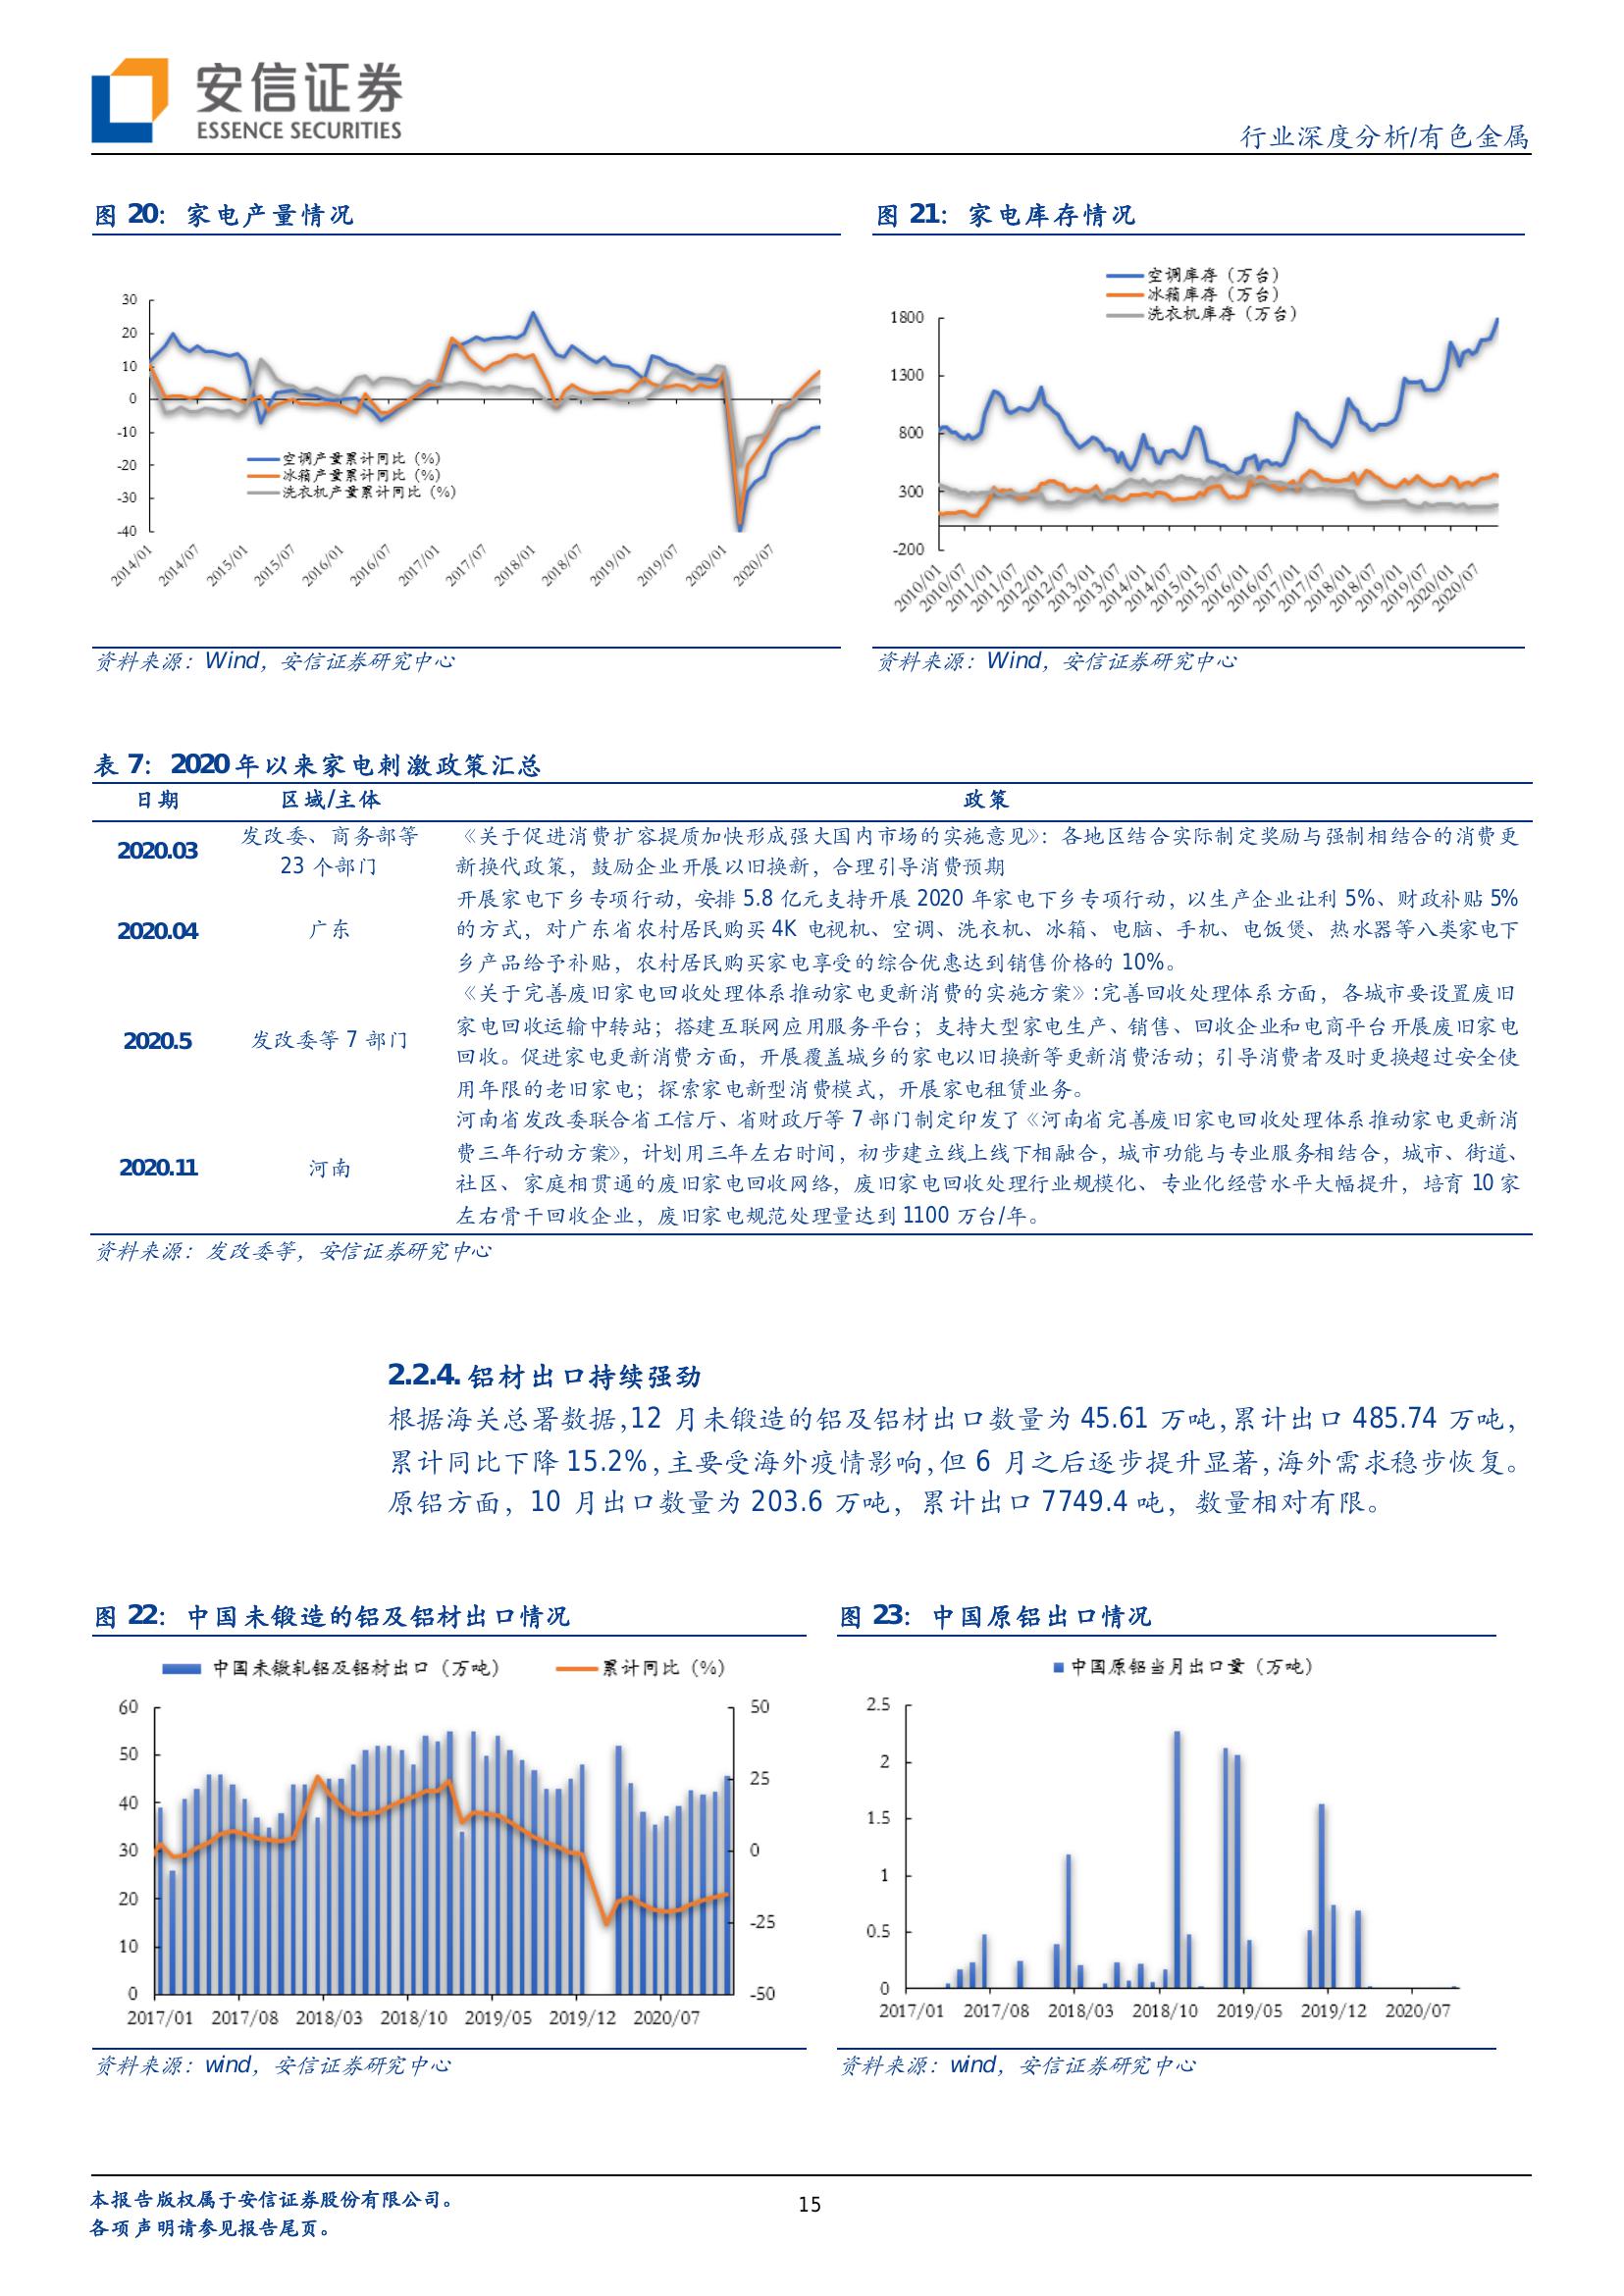 安信证券
ESSENCE SECURITIES
行业深度分析/有色金属
图 20：家电产量情况
图 21：家电库存情况
30
20
10
0
-10
-20
-30
-40
空调产量累计同比（%）
冰箱产量累计同比（%）
洗衣机产量累计同比（%）
2014/01
2014/07
2015/01
2015/07
2016/01
2016/07
2017/01
2017/07
2018/01
2018/07
2019/01
2019/07
2020/01
2020/07
空调库存（万台）
冰箱库存（万台）
洗衣机库存（万台）
1800
1300
800
300
-200
2010/01
2010/07
2011/01
2011/07
2012/01
2012/07
2013/01
2013/07
2014/01
2014/07
2015/01
2015/07
2016/01
2016/07
2017/01
2017/07
2018/01
2018/07
2019/01
2019/07
2020/01
2020/07
资料来源：Wind，安信证券研究中心
资料来源：Wind，安信证券研究中心
表 7：2020 年以来家电刺激政策汇总
日期 区域/主体 政策
2020.03
发改委、商务部等
23 个部门
《关于促进消费扩容提质加快形成强大国内市场的实施意见》：各地区结合实际制定奖励与强制相结合的消费更
新换代政策，鼓励企业开展以旧换新，合理引导消费预期
2020.04
广东
开展家电下乡专项行动，安排 5.8 亿元支持开展 2020 年家电下乡专项行动，以生产企业让利 5%、财政补贴 5%
的方式，对广东省农村居民购买 4K 电视机、空调、洗衣机、冰箱、电脑、手机、电饭煲、热水器等八类家电下
乡产品给予补贴，农村居民购买家电享受的综合优惠达到销售价格的 10%。
2020.5
发改委等 7 部门
《关于完善废旧家电回收处理体系推动家电更新消费的实施方案》:完善回收处理体系方面，各城市要设置废旧
家电回收运输中转站；搭建互联网应用服务平台；支持大型家电生产、销售、回收企业和电商平台开展废旧家电
回收。促进家电更新消费方面，开展覆盖城乡的家电以旧换新等更新消费活动；引导消费者及时更换超过安全使
用年限的老旧家电；探索家电新型消费模式，开展家电租赁业务。
2020.11
河南
河南省发改委联合省工信厅、省财政厅等 7 部门制定印发了《河南省完善废旧家电回收处理体系推动家电更新消
费三年行动方案》，计划用三年左右时间，初步建立线上线下相融合，城市功能与专业服务相结合，城市、街道、
社区、家庭相贯通的废旧家电回收网络，废旧家电回收处理行业规模化、专业化经营水平大幅提升，培育 10 家
左右骨干回收企业，废旧家电规范处理量达到 1100 万台/年。
资料来源：发改委等，安信证券研究中心
2.2.4. 铝材出口持续强劲
根据海关总署数据，12 月未锻造的铝及铝材出口数量为 45.61 万吨，累计出口 485.74 万吨，
累计同比下降 15.2%，主要受海外疫情影响，但 6 月之后逐步提升显著，海外需求稳步恢复。
原铝方面，10 月出口数量为 203.6 万吨，累计出口 7749.4 吨，数量相对有限。
图 22：中国未锻造的铝及铝材出口情况
图 23：中国原铝出口情况
中国未锻轧铝及铝材出口（万吨）
累计同比（%）
60
50
40
30
20
10
0
50
25
0
-25
-50
2017/01 2017/08 2018/03 2018/10 2019/05 2019/12 2020/07
中国原铝当月出口量（万吨）
2.5
2
1.5
1
0.5
0
2017/01 2017/08 2018/03 2018/10 2019/05 2019/12 2020/07
资料来源：wind，安信证券研究中心
资料来源：wind，安信证券研究中心
本报告版权属于安信证券股份有限公司。
各项声明请参见报告尾页。
15